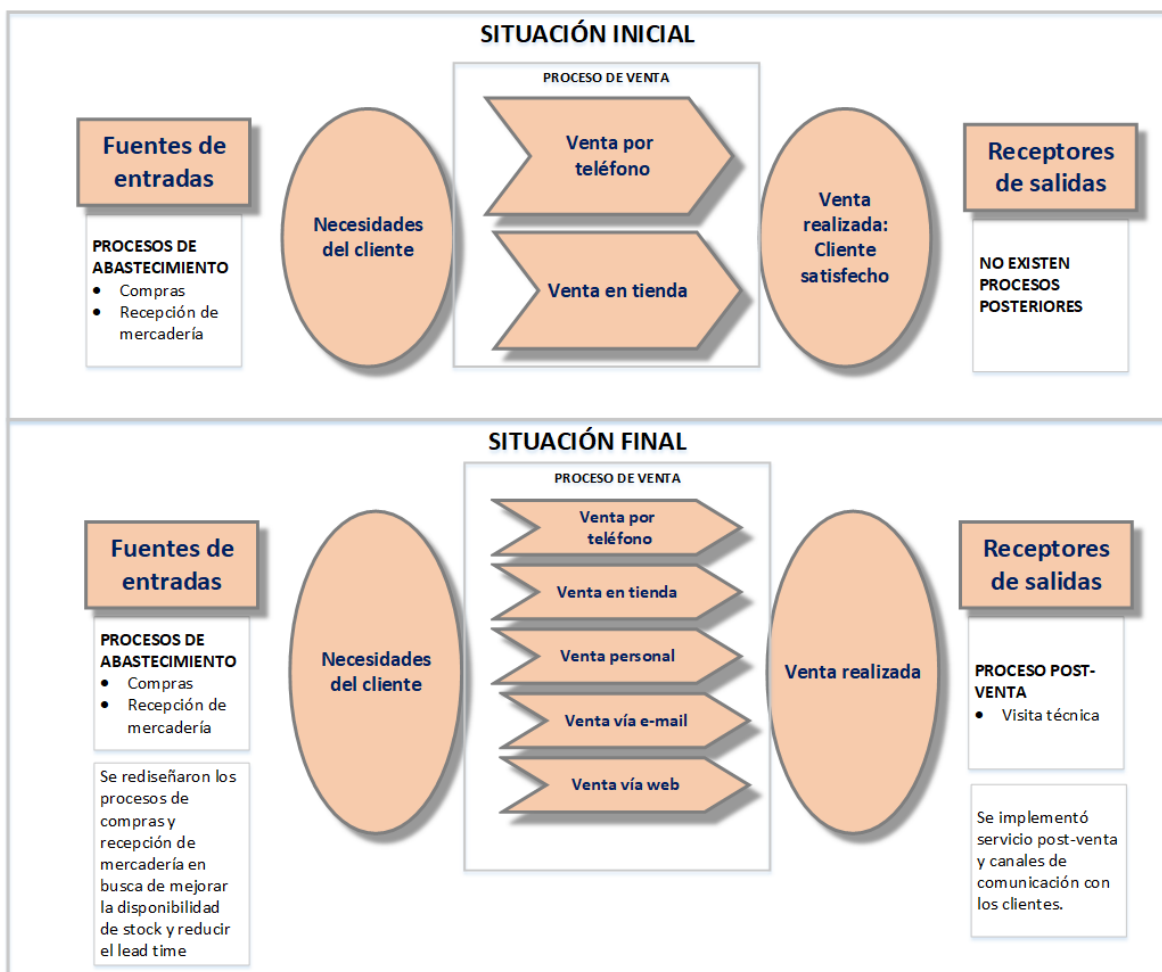 SITUACIÓN INICIAL
PROCESO DE VENTA
Fuentes de
entradas
PROCESOS DE
ABASTECIMIENTO
• Compras
• Recepción de
mercadería
Necesidades
del cliente
Venta por
teléfono
Venta en tienda
Venta
realizada:
Cliente
satisfecho
Receptores
de salidas
NO EXISTEN
PROCESOS
POSTERIORES
SITUACIÓN FINAL
PROCESO DE VENTA
Fuentes de
entradas
PROCESOS DE
ABASTECIMIENTO
• Compras
• Recepción de
mercadería
Se rediseñaron los
procesos de
compras y
recepción de
mercadería en
busca de mejorar
la disponibilidad
de stock y reducir
el lead time
Necesidades
del cliente
Venta por
teléfono
Venta en tienda
Venta personal
Venta vía e-mail
Venta vía web
Venta realizada
Receptores
de salidas
PROCESO POST-
VENTA
• Visita técnica
Se implementó
servicio post-venta
y canales de
comunicación con
los clientes.